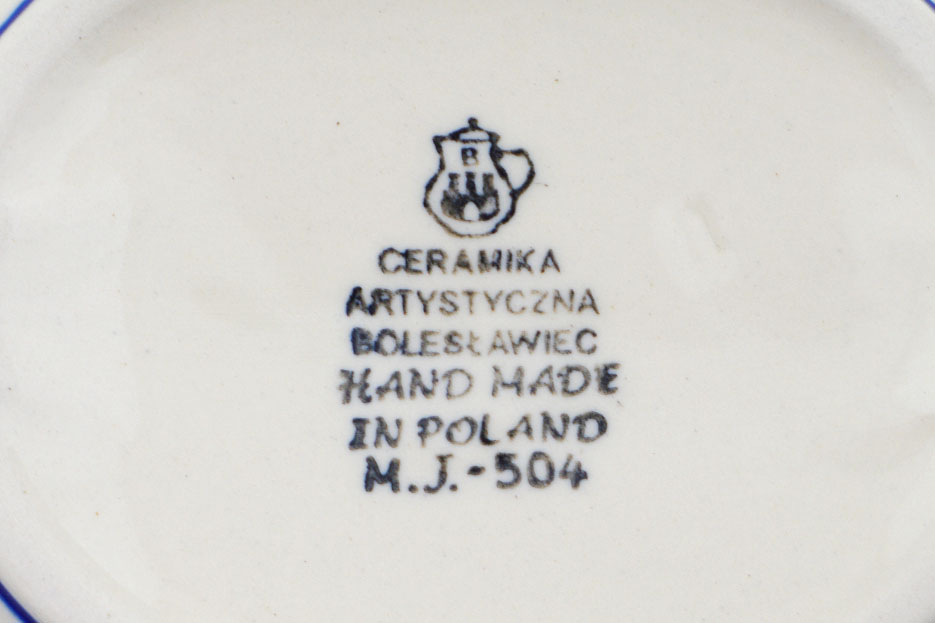 B
CERAMIKA
ARTYSTYCZNA
BOLESŁAWIEC
HAND MADE
IN POLAND
M.J.-504